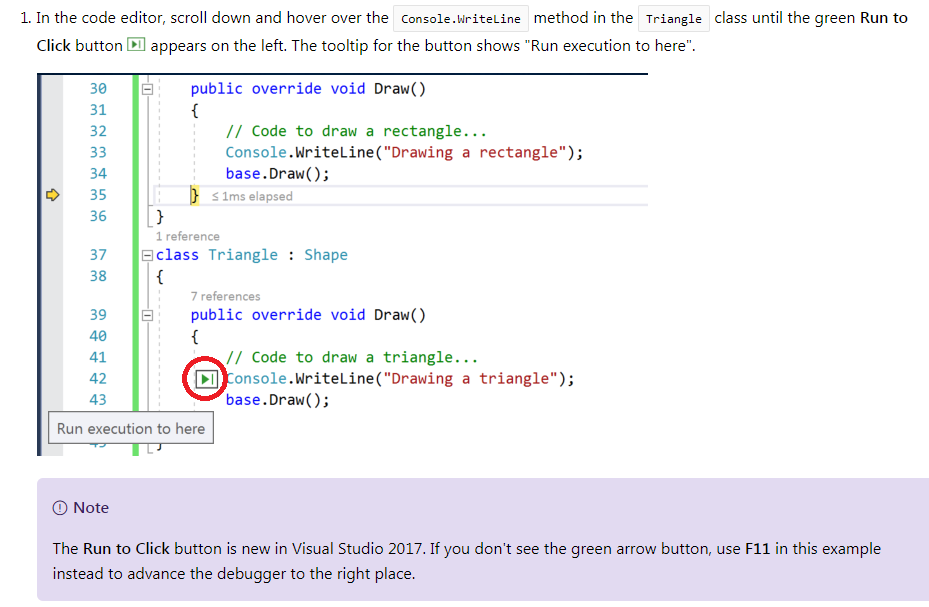 1. In the code editor, scroll down and hover over the Console.WriteLine method in the Triangle class until the green Run to
Click button appears on the left. The tooltip for the button shows "Run execution to here".
30 public override void Draw()
31 {
32 // Code to draw a rectangle...
33 Console.WriteLine("Drawing a rectangle");
34 base.Draw();
35 } ≤ 1ms elapsed
36 }
1 reference
37 class Triangle : Shape
38 {
7 references
39 public override void Draw()
40 {
41 // Code to draw a triangle...
42 Console.WriteLine("Drawing a triangle");
43 base.Draw();
Run execution to here
}
Note
The Run to Click button is new in Visual Studio 2017. If you don't see the green arrow button, use F11 in this example
instead to advance the debugger to the right place.